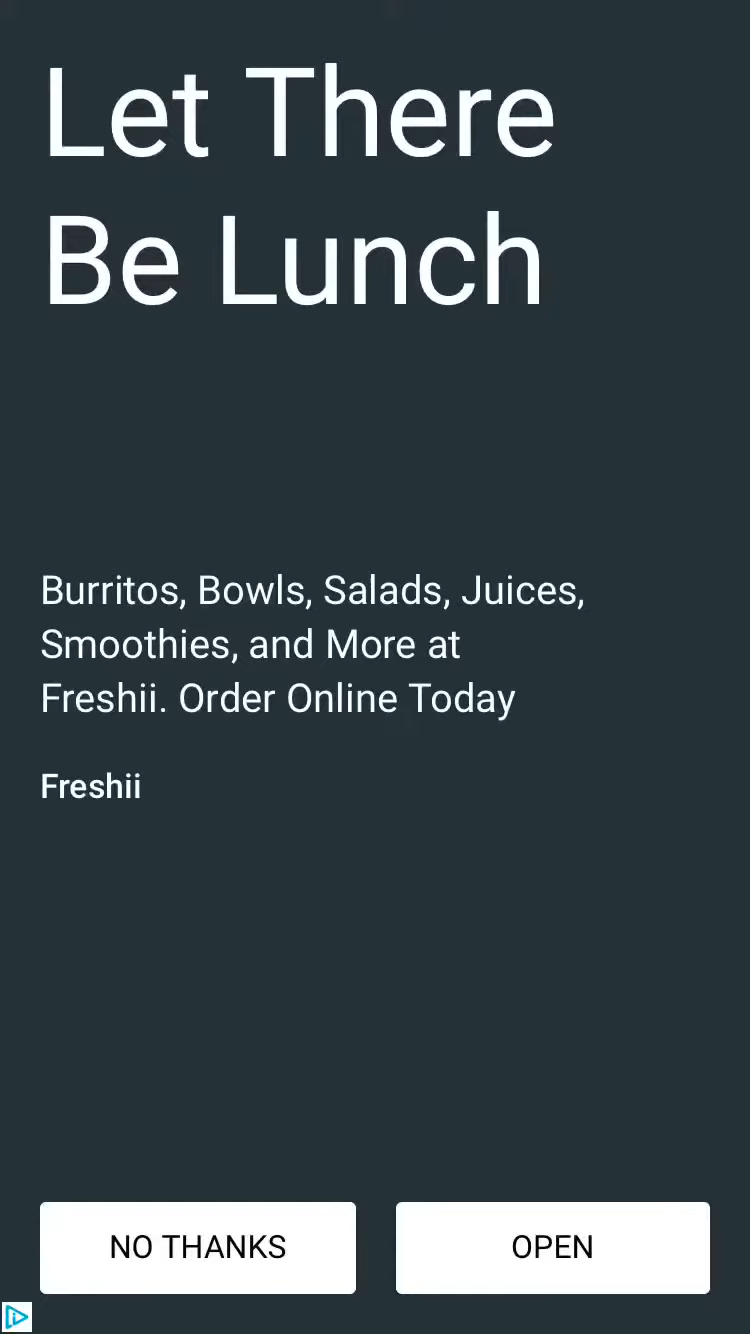 Let There
Be Lunch
Burritos, Bowls, Salads, Juices,
Smoothies, and More at
Freshii. Order Online Today
Freshii
NO THANKS
OPEN